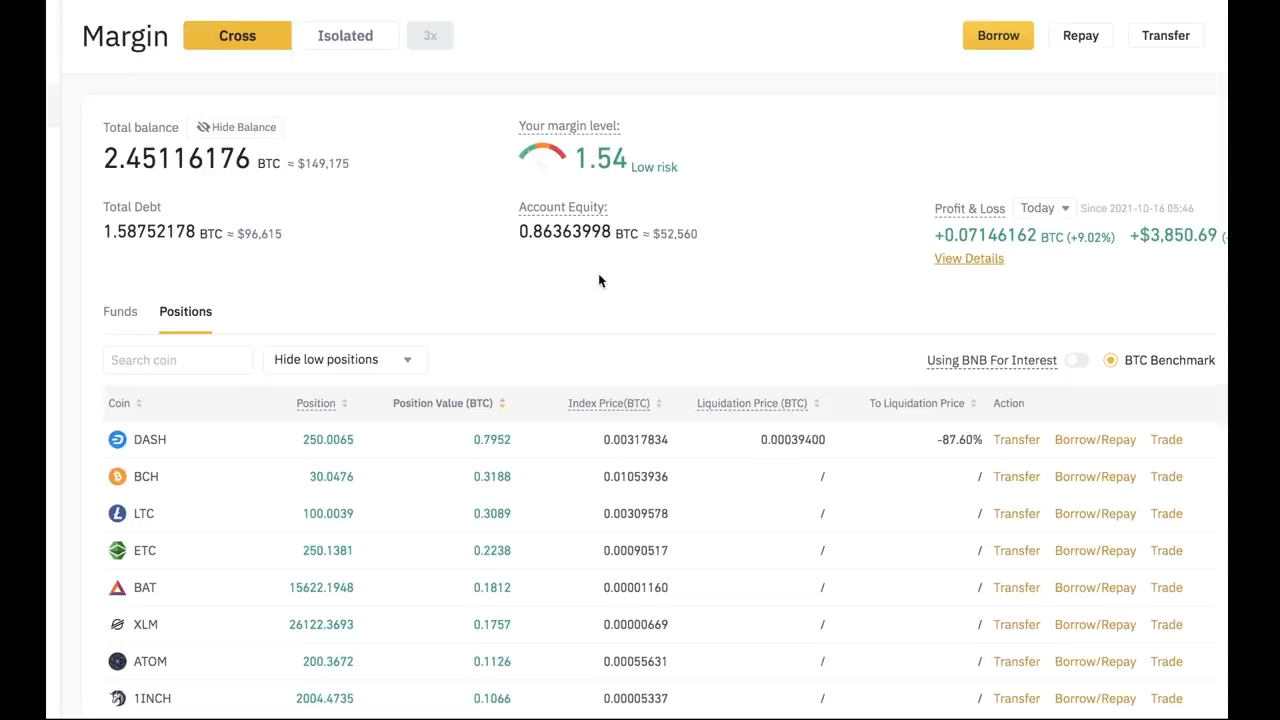 Margin Cross Isolated 3x Borrow Repay Transfer
Total balance Hide Balance Your margin level:
2.45116176 BTC ≈ $149,175 1.54 Low risk
Total Debt Account Equity: Profit & Loss Today Since 2021-10-16 05:46
1.58752178 BTC ≈ $96,615 0.86363998 BTC ≈ $52,560 +0.07146162 BTC (+9.02%) +$3,850.69 (
View Details
Funds Positions
Search coin Hide low positions Using BNB For Interest BTC Benchmark
Coin Position Position Value (BTC) Index Price(BTC) Liquidation Price (BTC) To Liquidation Price Action
DASH 250.0065 0.7952 0.00317834 0.00039400 -87.60% Transfer Borrow/Repay Trade
BCH 30.0476 0.3188 0.01053936 / / Transfer Borrow/Repay Trade
LTC 100.0039 0.3089 0.00309578 / / Transfer Borrow/Repay Trade
ETC 250.1381 0.2238 0.00090517 / / Transfer Borrow/Repay Trade
BAT 15622.1948 0.1812 0.00001160 / / Transfer Borrow/Repay Trade
XLM 26122.3693 0.1757 0.00000669 / / Transfer Borrow/Repay Trade
ATOM 200.3672 0.1126 0.00055631 / / Transfer Borrow/Repay Trade
1INCH 2004.4735 0.1066 0.00005337 / / Transfer Borrow/Repay Trade